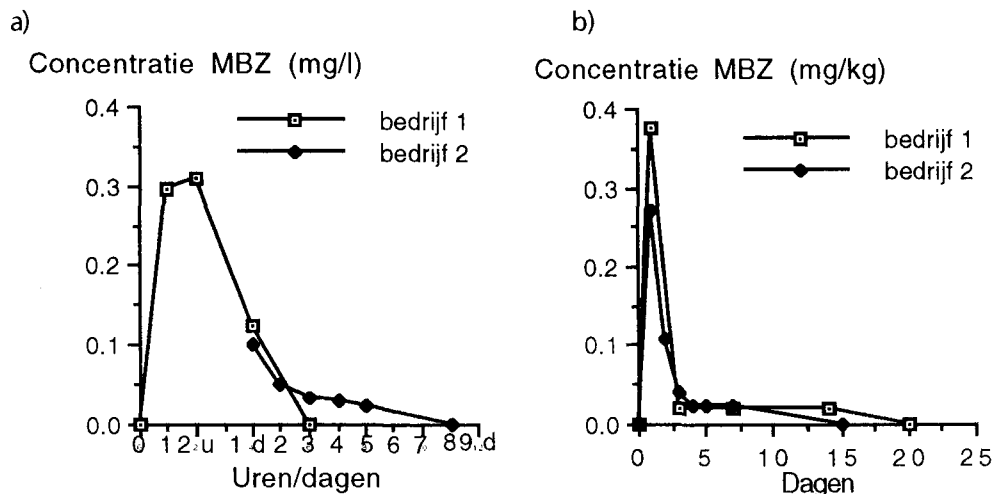 a)
Concentratie MBZ (mg/l)
0.4
0.3
0.2
0.1
0.0
bedrijf 1
bedrijf 2
0 1 2 u 1 d 2 3 4 5 6 7 8 9 d
Uren/dagen
b)
Concentratie MBZ (mg/kg)
0.4
0.3
0.2
0.1
0.0
bedrijf 1
bedrijf 2
0 5 10 15 20 25
Dagen